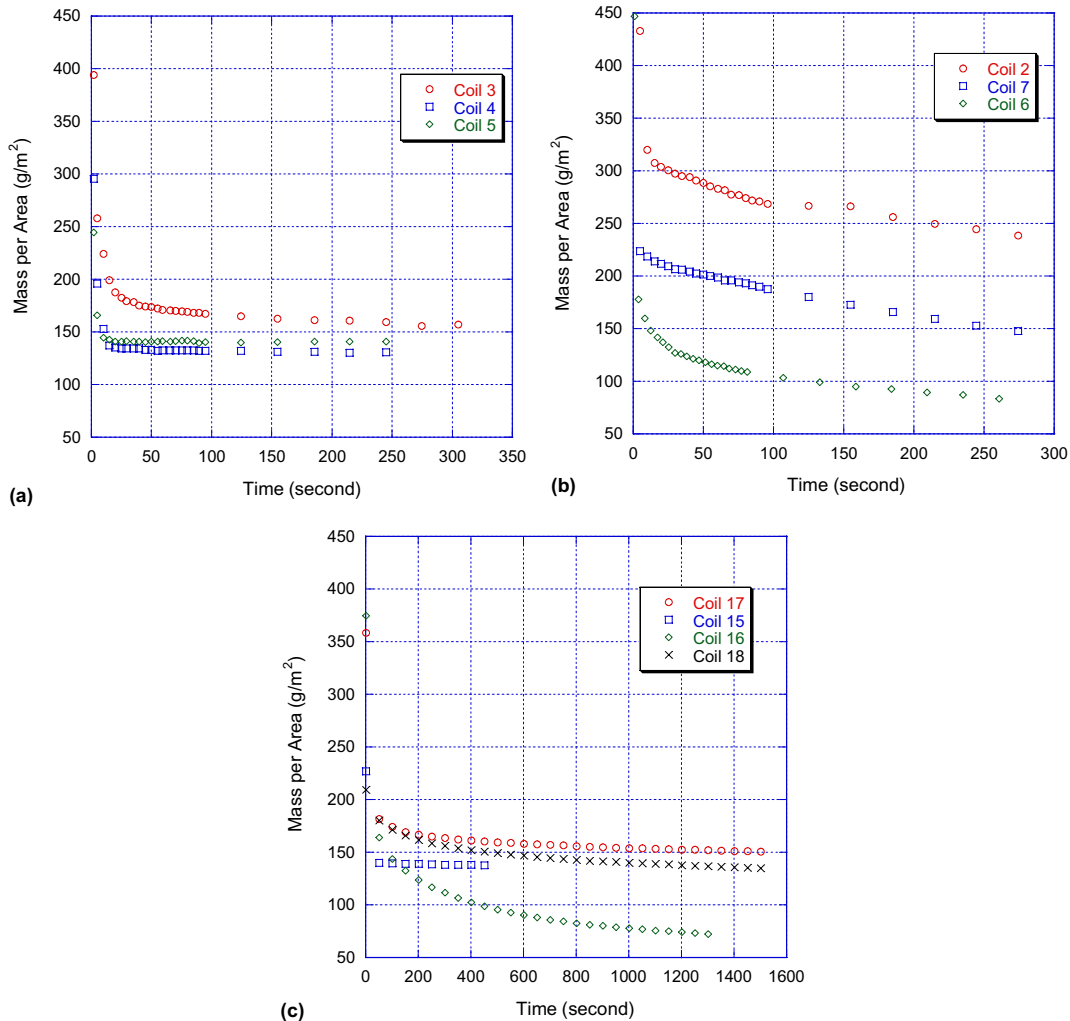 450
400
350
300
250
200
150
100
50
0 50 100 150 200 250 300 350
Mass per Area (g/m²)
Time (second)
Coil 3
Coil 4
Coil 5
(a)
450
400
350
300
250
200
150
100
50
0 50 100 150 200 250 300
Mass per Area (g/m²)
Time (second)
Coil 2
Coil 7
Coil 6
(b)
450
400
350
300
250
200
150
100
50
0 200 400 600 800 1000 1200 1400 1600
Mass per Area (g/m²)
Time (second)
Coil 17
Coil 15
Coil 16
Coil 18
(c)